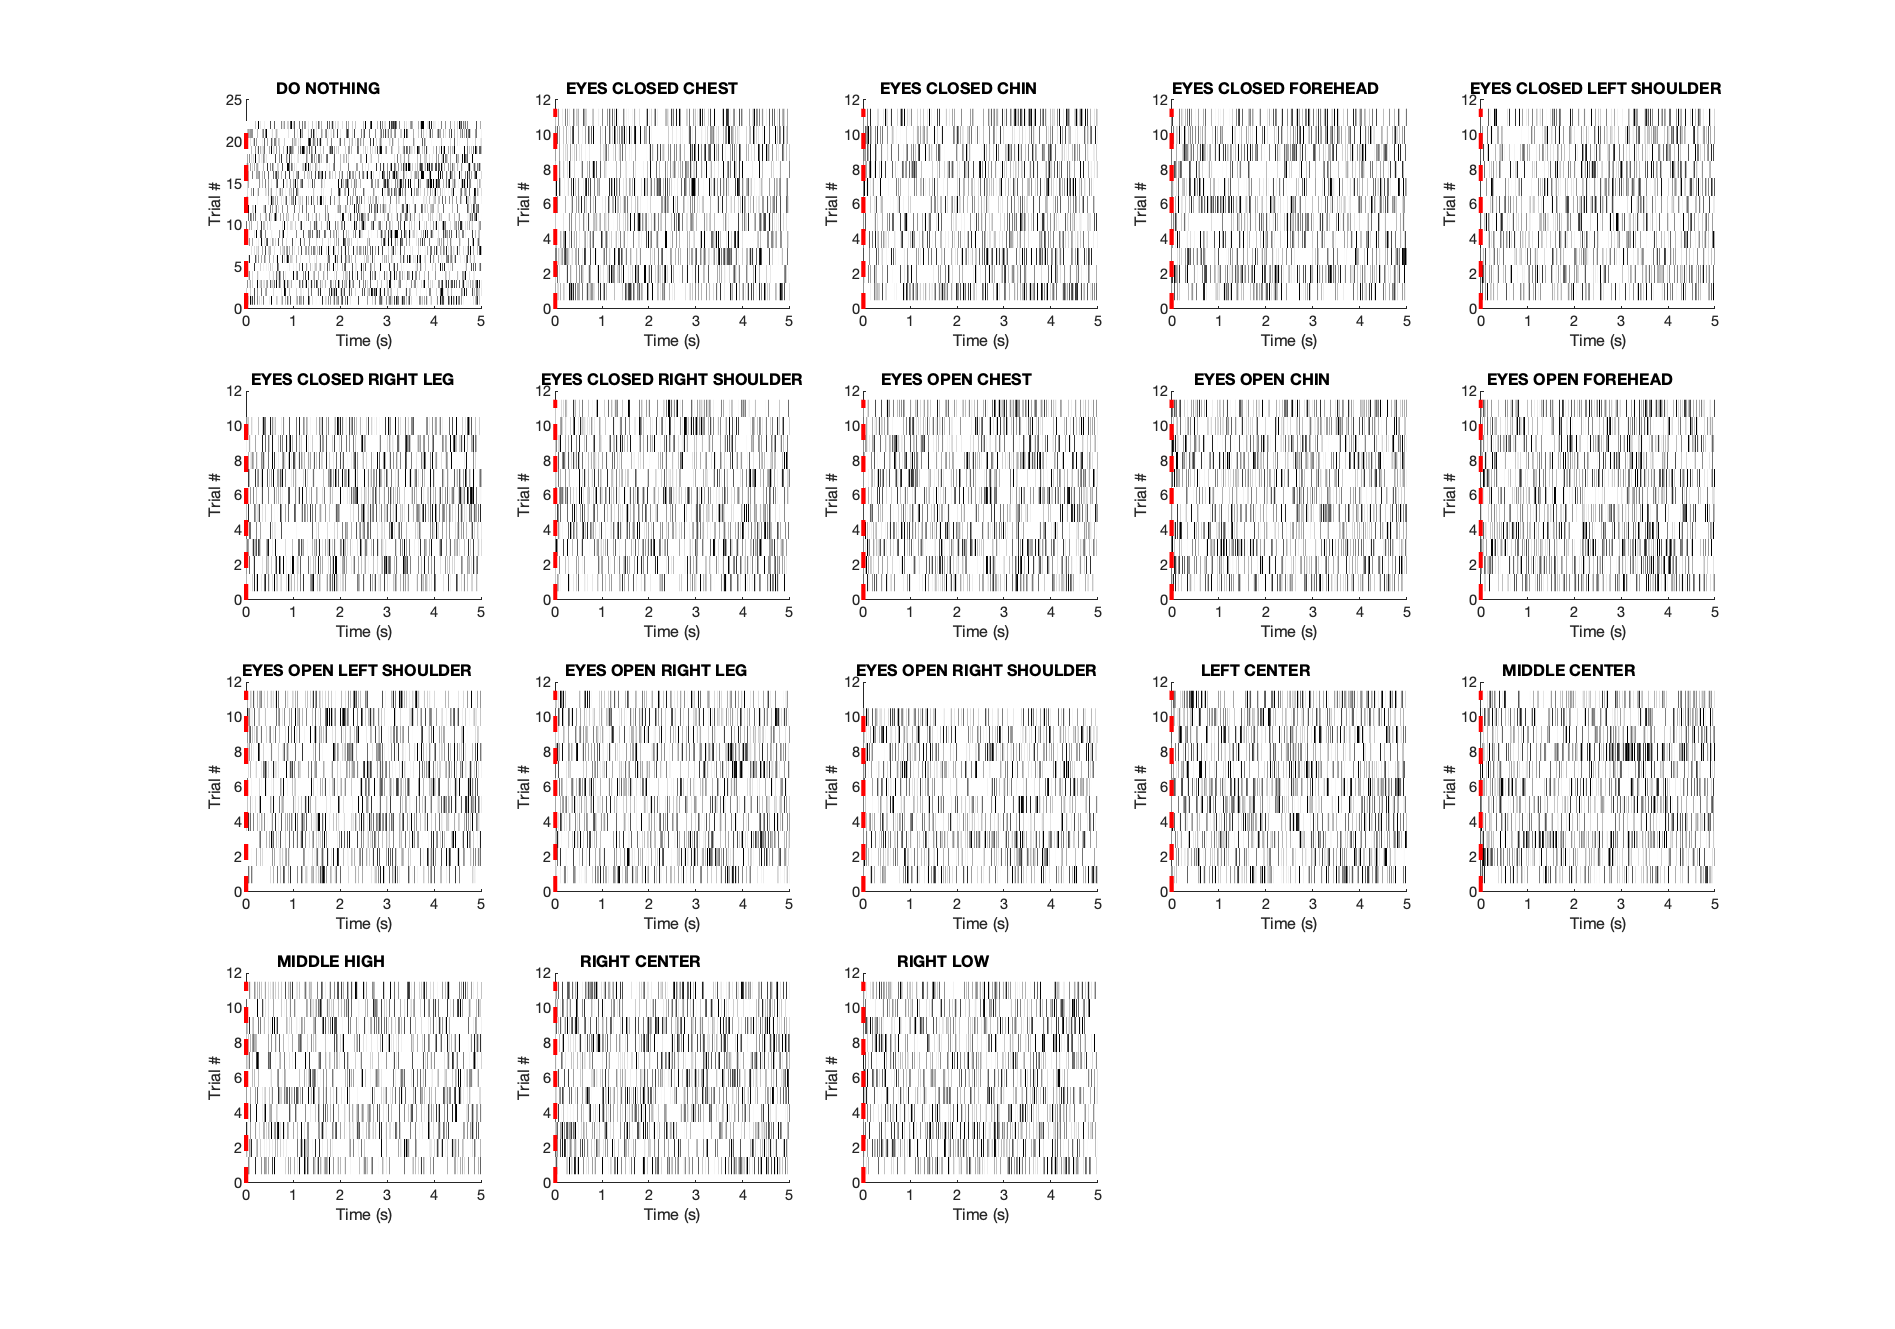 DO NOTHING
25
20
15
10
5
0
Trial #
0 1 2 3 4 5
Time (s)
EYES CLOSED CHEST
12
10
8
6
4
2
0
Trial #
0 1 2 3 4 5
Time (s)
EYES CLOSED CHIN
12
10
8
6
4
2
0
Trial #
0 1 2 3 4 5
Time (s)
EYES CLOSED FOREHEAD
12
10
8
6
4
2
0
Trial #
0 1 2 3 4 5
Time (s)
EYES CLOSED LEFT SHOULDER
12
10
8
6
4
2
0
Trial #
0 1 2 3 4 5
Time (s)
EYES CLOSED RIGHT LEG
12
10
8
6
4
2
0
Trial #
0 1 2 3 4 5
Time (s)
EYES CLOSED RIGHT SHOULDER
12
10
8
6
4
2
0
Trial #
0 1 2 3 4 5
Time (s)
EYES OPEN CHEST
12
10
8
6
4
2
0
Trial #
0 1 2 3 4 5
Time (s)
EYES OPEN CHIN
12
10
8
6
4
2
0
Trial #
0 1 2 3 4 5
Time (s)
EYES OPEN FOREHEAD
12
10
8
6
4
2
0
Trial #
0 1 2 3 4 5
Time (s)
EYES OPEN LEFT SHOULDER
12
10
8
6
4
2
0
Trial #
0 1 2 3 4 5
Time (s)
EYES OPEN RIGHT LEG
12
10
8
6
4
2
0
Trial #
0 1 2 3 4 5
Time (s)
EYES OPEN RIGHT SHOULDER
12
10
8
6
4
2
0
Trial #
0 1 2 3 4 5
Time (s)
LEFT CENTER
12
10
8
6
4
2
0
Trial #
0 1 2 3 4 5
Time (s)
MIDDLE CENTER
12
10
8
6
4
2
0
Trial #
0 1 2 3 4 5
Time (s)
MIDDLE HIGH
12
10
8
6
4
2
0
Trial #
0 1 2 3 4 5
Time (s)
RIGHT CENTER
12
10
8
6
4
2
0
Trial #
0 1 2 3 4 5
Time (s)
RIGHT LOW
12
10
8
6
4
2
0
Trial #
0 1 2 3 4 5
Time (s)